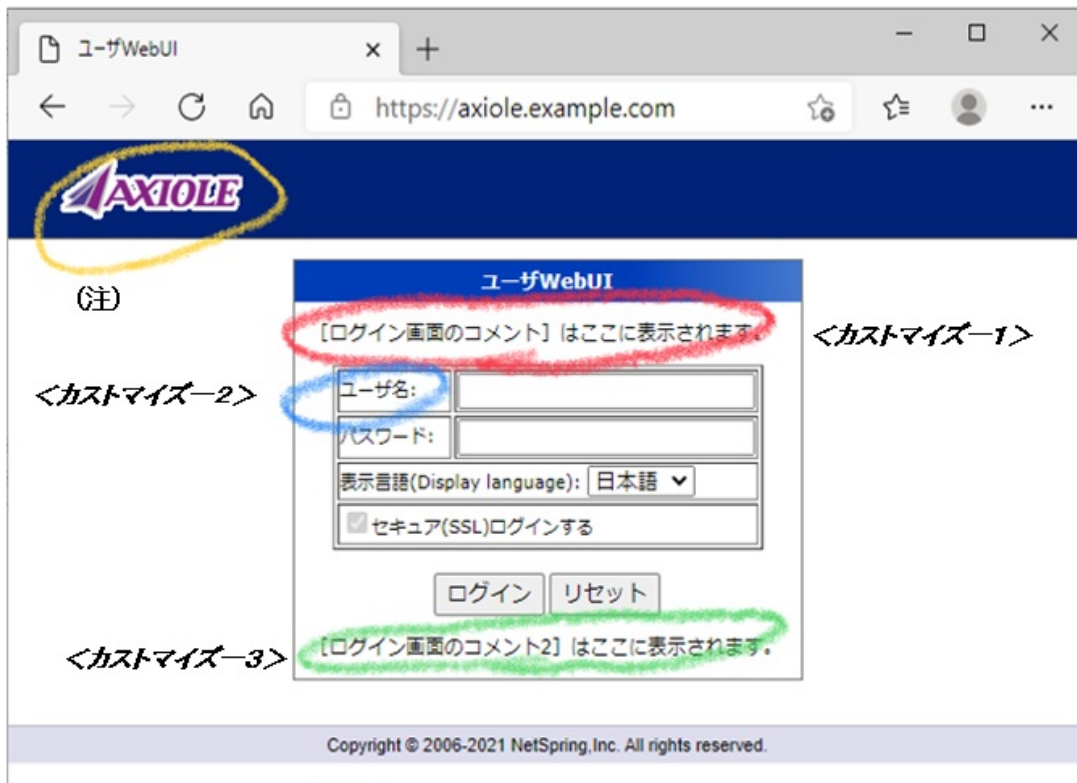 ユーザWebUI
https://axiole.example.com
AXIOLE
(注)
ユーザWebUI
[ログイン画面のコメント] はここに表示されます。
<カストマイズー1>
<カストマイズー2>
ユーザ名:
パスワード:
表示言語(Display language): 日本語
セキュア(SSL)ログインする
ログイン リセット
<カストマイズー3>
[ログイン画面のコメント2] はここに表示されます。
Copyright © 2006-2021 NetSpring,Inc. All rights reserved.